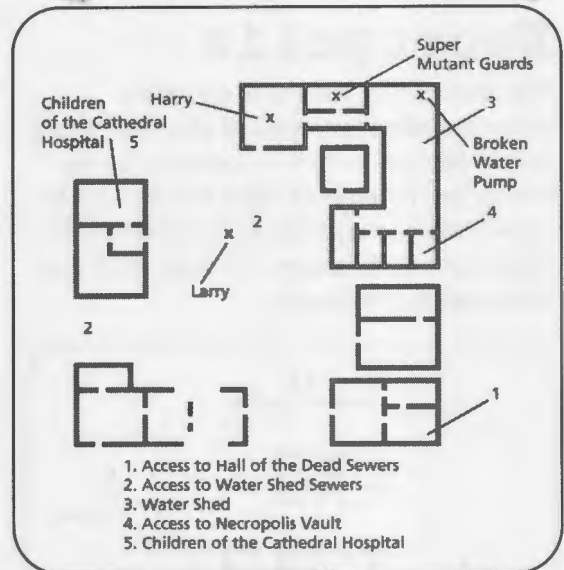 Super
Mutant Guards
Children
of the Cathedral
Hospital 5
Harry
3
Broken
Water
Pump
2
4
Larry
2
1
1. Access to Hall of the Dead Sewers
2. Access to Water Shed Sewers
3. Water Shed
4. Access to Necropolis Vault
5. Children of the Cathedral Hospital